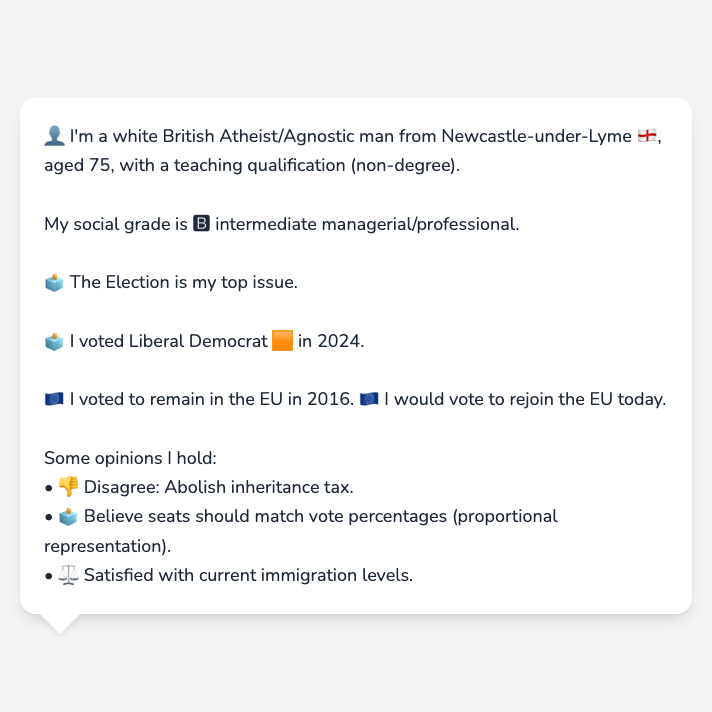 👤 I'm a white British Atheist/Agnostic man from Newcastle-under-Lyme 🏴󠁧󠁢󠁥󠁮󠁧󠁿,
aged 75, with a teaching qualification (non-degree).
My social grade is 🅱 intermediate managerial/professional.
🗳️ The Election is my top issue.
🗳️ I voted Liberal Democrat 🟧 in 2024.
🇪🇺 I voted to remain in the EU in 2016. 🇪🇺 I would vote to rejoin the EU today.
Some opinions I hold:
• 👎 Disagree: Abolish inheritance tax.
• 🗳️ Believe seats should match vote percentages (proportional
representation).
• ⚖️ Satisfied with current immigration levels.